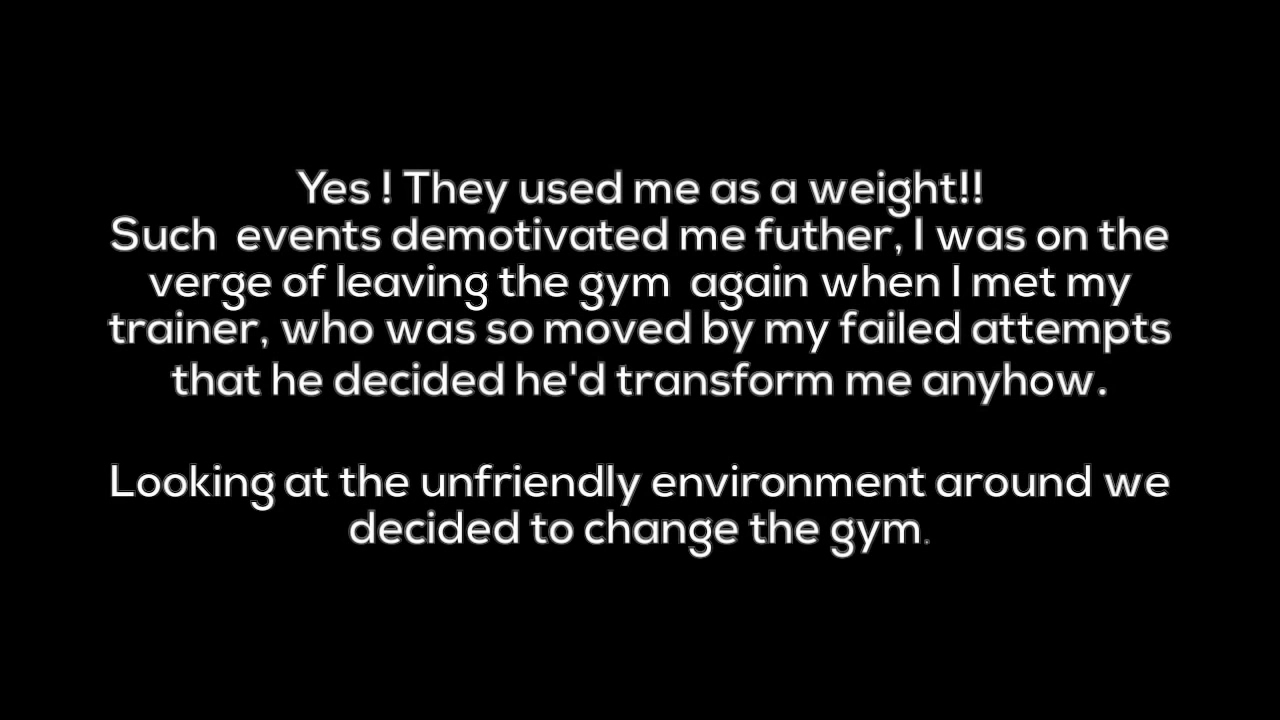 Yes ! They used me as a weight!!
Such  events demotivated me futher, I was on the
verge of leaving the gym  again when I met my
trainer, who was so moved by my failed attempts
that he decided he'd transform me anyhow.
Looking at the unfriendly environment around we
decided to change the gym.